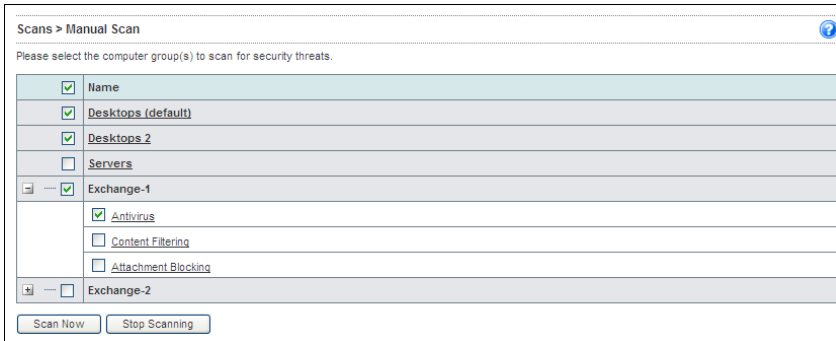 Scans > Manual Scan
?
Please select the computer group(s) to scan for security threats.
Name
Desktops (default)
Desktops 2
Servers
Exchange-1
Antivirus
Content Filtering
Attachment Blocking
Exchange-2
Scan Now Stop Scanning